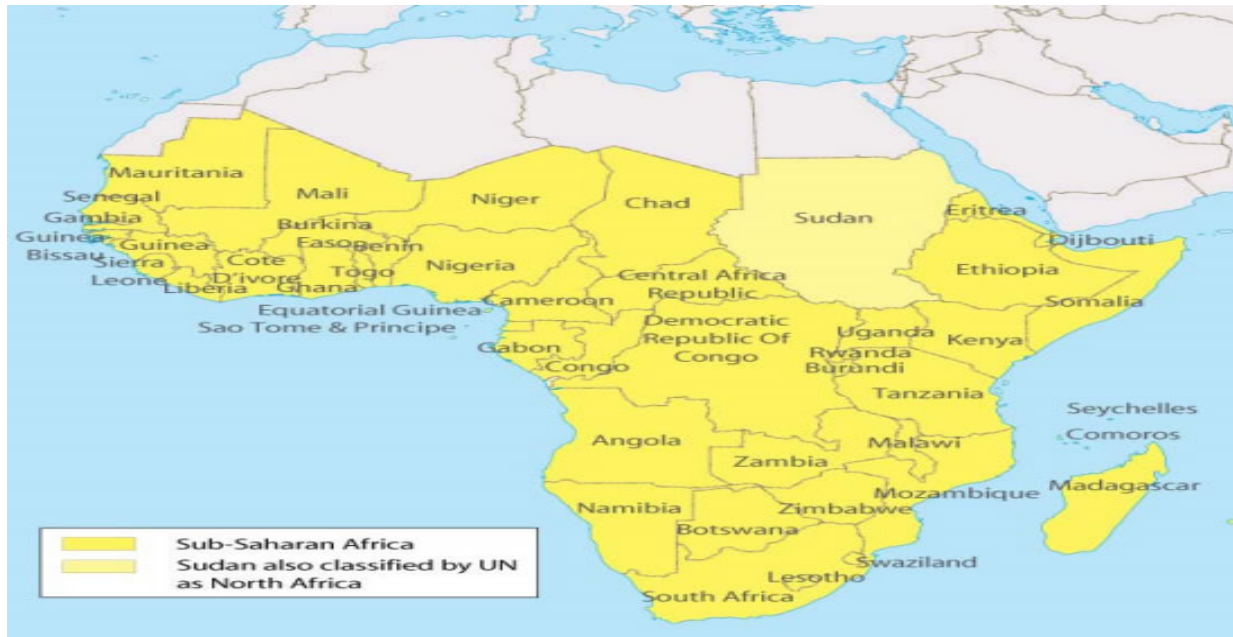 Mauritania
Mali
Niger
Chad
Sudan
Eritrea
Senegal
Gambia
Guinea
Bissau
Guinea
Sierra
Leone
Liberia
Cote
D'ivore
Burkina
Fason
Ghana
Togo
Benin
Nigeria
Djibouti
Ethiopia
Somalia
Central Africa
Republic
Cameroon
Equatorial Guinea
Sao Tome & Principe
Gabon
Congo
Democratic
Republic Of
Congo
Uganda
Kenya
Rwanda
Burundi
Tanzania
Seychelles
Comoros
Angola
Malawi
Zambia
Mozambique
Madagascar
Namibia
Zimbabwe
Botswana
Swaziland
Lesotho
South Africa
Sub-Saharan Africa
Sudan also classified by UN
as North Africa